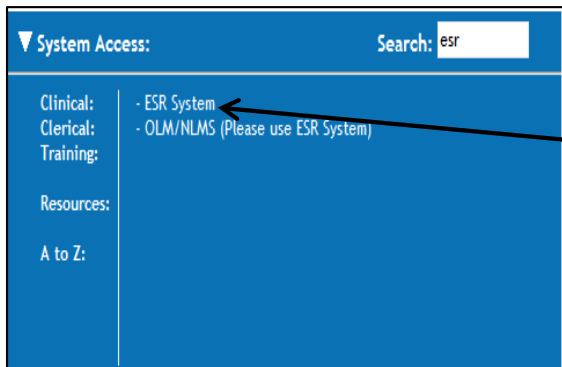 System Access: Search: esr
Clinical: - ESR System
Clerical: - OLM/NLMS (Please use ESR System)
Training:
Resources:
A to Z: